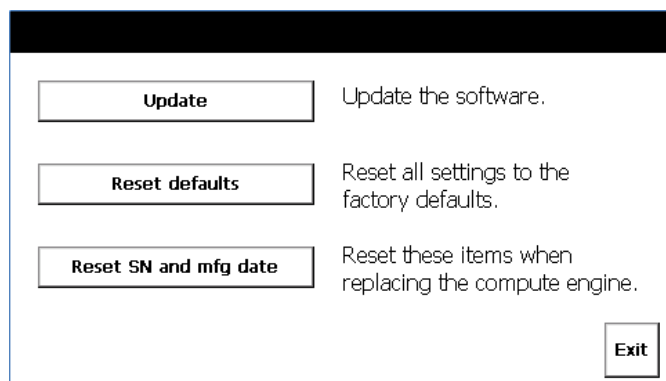 Update
Update the software.
Reset defaults
Reset all settings to the
factory defaults.
Reset SN and mfg date
Reset these items when
replacing the compute engine.
Exit